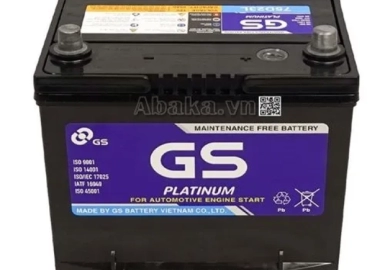 PLATINUM
75D23L
GS
Abaka.vn
MAINTENANCE FREE BATTERY
GS
GS
PLATINUM
FOR AUTOMOTIVE ENGINE START
ISO 9001
ISO 14001
ISO/IEC 17025
IATF 16949
ISO 45001
Pb
MADE BY GS BATTERY VIETNAM CO.,LTD.